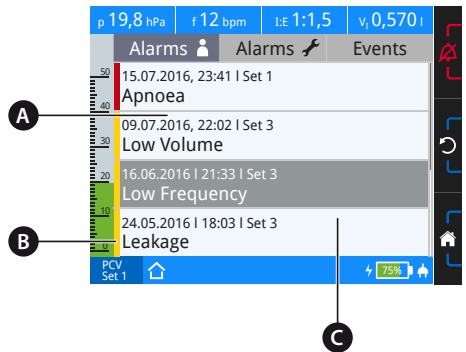 p 19,8 hPa f 12 bpm I:E 1:1,5 VI 0,570 l
Alarms Alarms Events
50
15.07.2016, 23:41 l Set 1
Apnoea
40
A
09.07.2016, 22:02 l Set 3
30
Low Volume
20
16.06.2016 l 21:33 l Set 3
Low Frequency
10
24.05.2016 l 18:03 l Set 3
B
0
Leakage
PCV
Set 1
75%
C